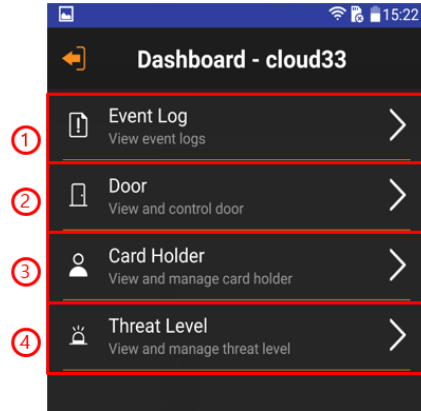 15:22
Dashboard - cloud33
1
Event Log
View event logs
2
Door
View and control door
3
Card Holder
View and manage card holder
4
Threat Level
View and manage threat level